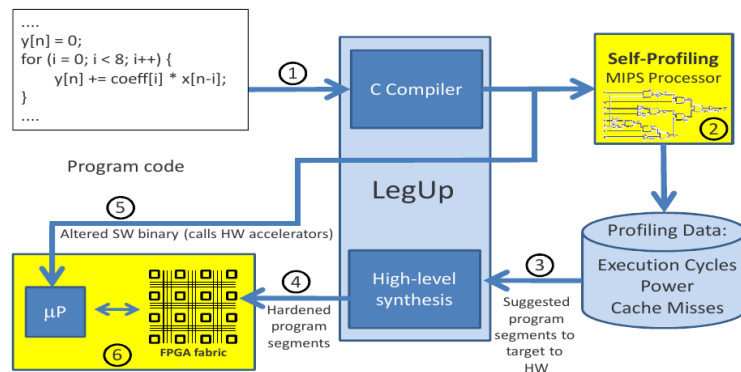 ....
y[n] = 0;
for (i = 0; i < 8; i++) {
y[n] += coeff[i] * x[n-i];
}
....
Program code
1
C Compiler
LegUp
Self-Profiling
MIPS Processor
2
Profiling Data:
Execution Cycles
Power
Cache Misses
3
Suggested
program
segments to
target to
HW
High-level
synthesis
4
Hardened
program
segments
5
Altered SW binary (calls HW accelerators)
µP
FPGA fabric
6